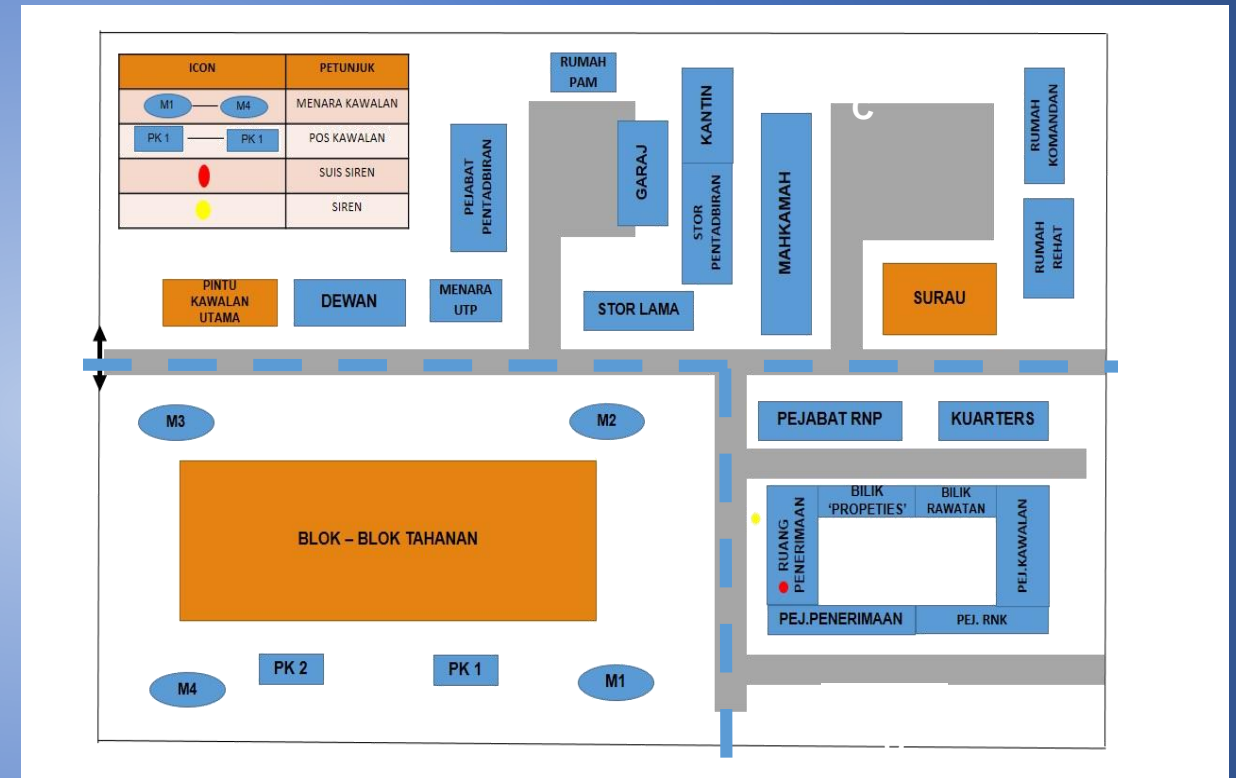 ICON PETUNJUK
M1 M4 MENARA KAWALAN
PK 1 PK 1 POS KAWALAN
SUIS SIREN
SIREN
RUMAH
PAM
PEJABAT
PENTADBIRAN
GARAJ
KANTIN
STOR
PENTADBIRAN
MAHKAMAH
C
RUMAH
KOMANDAN
RUMAH
REHAT
PINTU
KAWALAN
UTAMA
DEWAN
MENARA
UTP
STOR LAMA
SURAU
M3
M2
PEJABAT RNP
KUARTERS
BLOK – BLOK TAHANAN
RUANG
PENERIMAAN
BILIK
‘PROPETIES’
BILIK
RAWATAN
PEJ.KAWALAN
PEJ.PENERIMAAN
PEJ. RNK
PK 2
PK 1
M4
M1